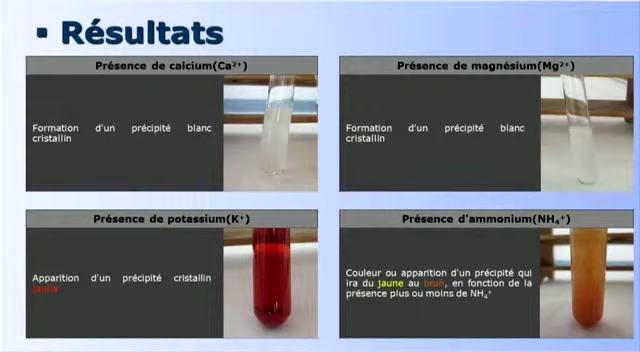 ▪ Résultats
Présence de calcium(Ca²⁺)
Formation d'un précipité blanc
cristallin
Présence de magnésium(Mg²⁺)
Formation d'un précipité blanc
cristallin
Présence de potassium(K⁺)
Apparition d'un précipité cristallin
jaune
Présence d'ammonium(NH₄⁺)
Couleur ou apparition d'un précipité qui
ira du jaune au brun, en fonction de la
présence plus ou moins de NH₄⁺